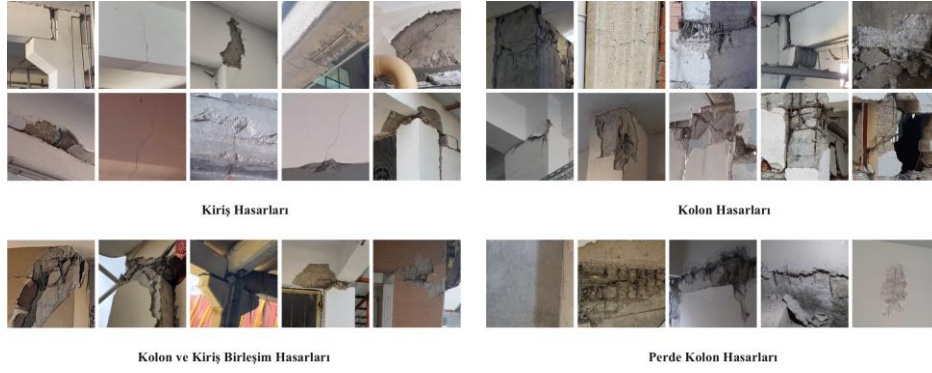 Kiriş Hasarları
Kolon Hasarları
Kolon ve Kiriş Birleşim Hasarları
Perde Kolon Hasarları